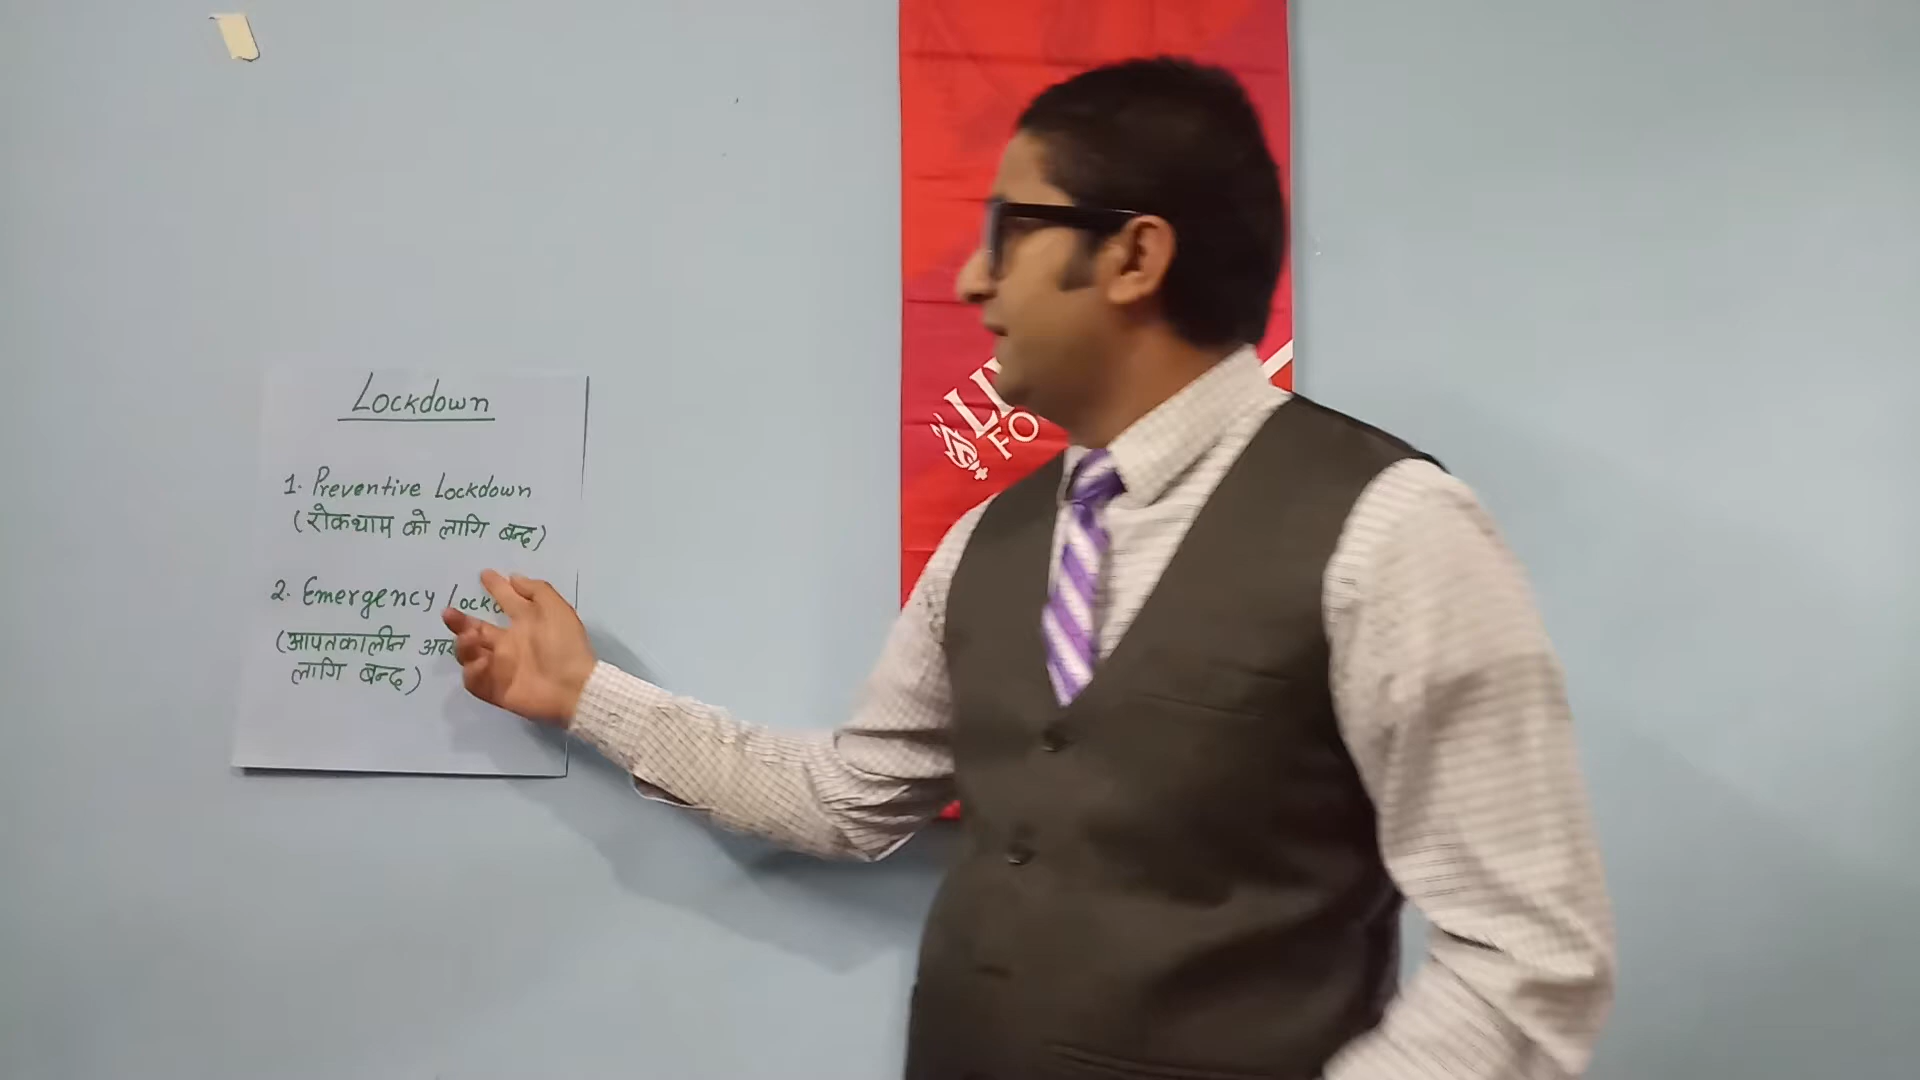 Lockdown
1. Preventive Lockdown
(रोकथाम को लागि बन्द)
2. Emergency
(आपतकालीन
लागि बन्द)